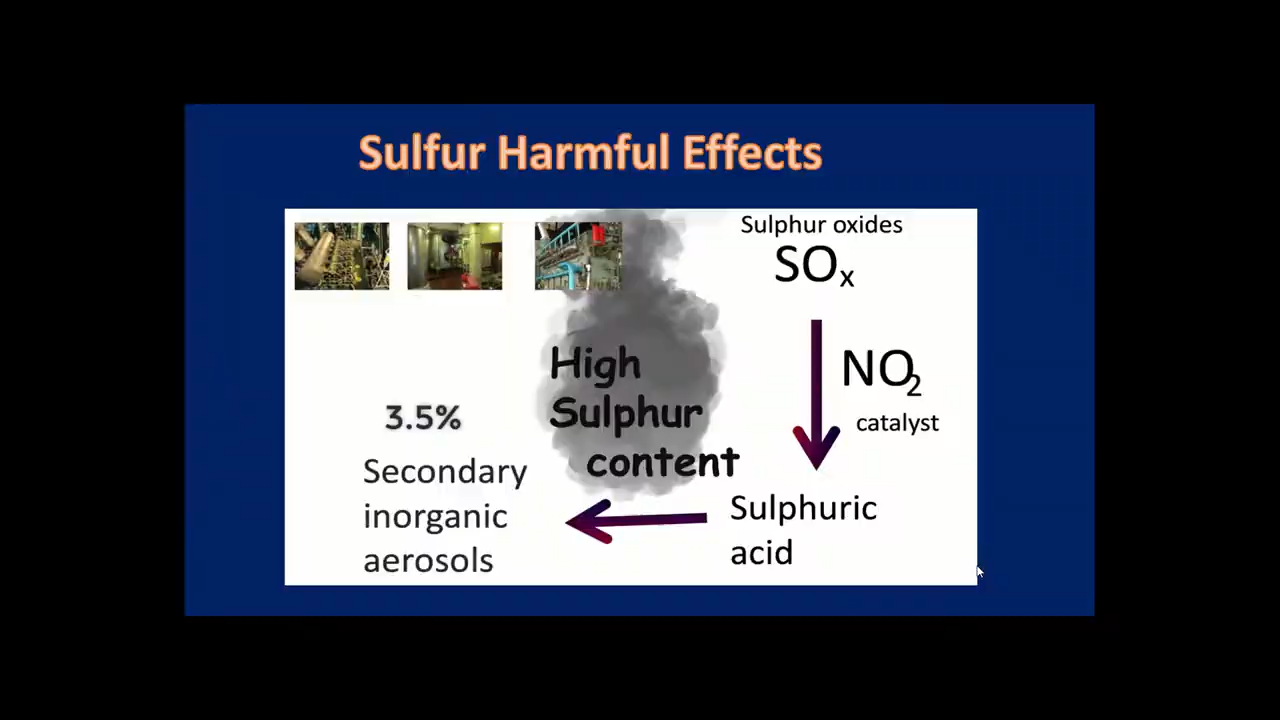 Sulfur Harmful Effects
Sulphur oxides
SOₓ
NO₂
catalyst
High
Sulphur
content
3.5%
Secondary
inorganic
aerosols
Sulphuric
acid